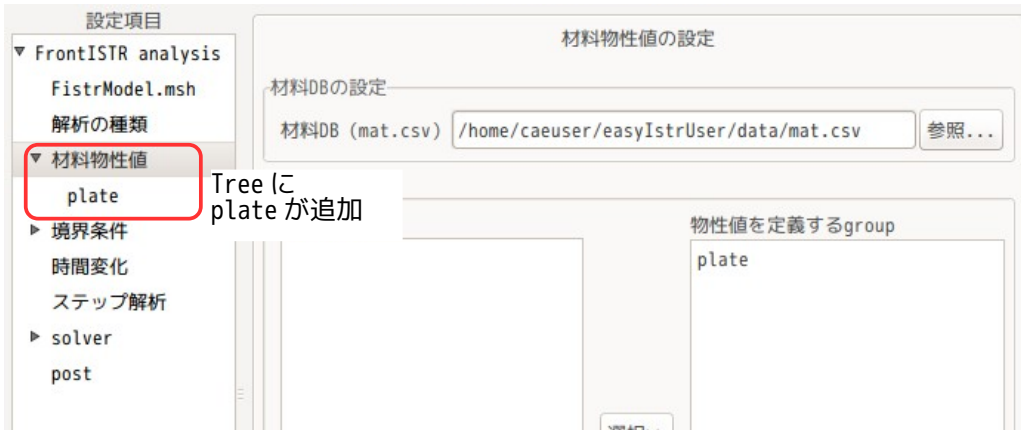 設定項目
FrontISTR analysis
FistrModel.msh
解析の種類
材料物性値
plate
境界条件
時間変化
ステップ解析
solver
post
Tree に
plate が追加
材料物性値の設定
材料DBの設定
材料DB (mat.csv) /home/caeuser/easyIstrUser/data/mat.csv 参照...
物性値を定義するgroup
plate